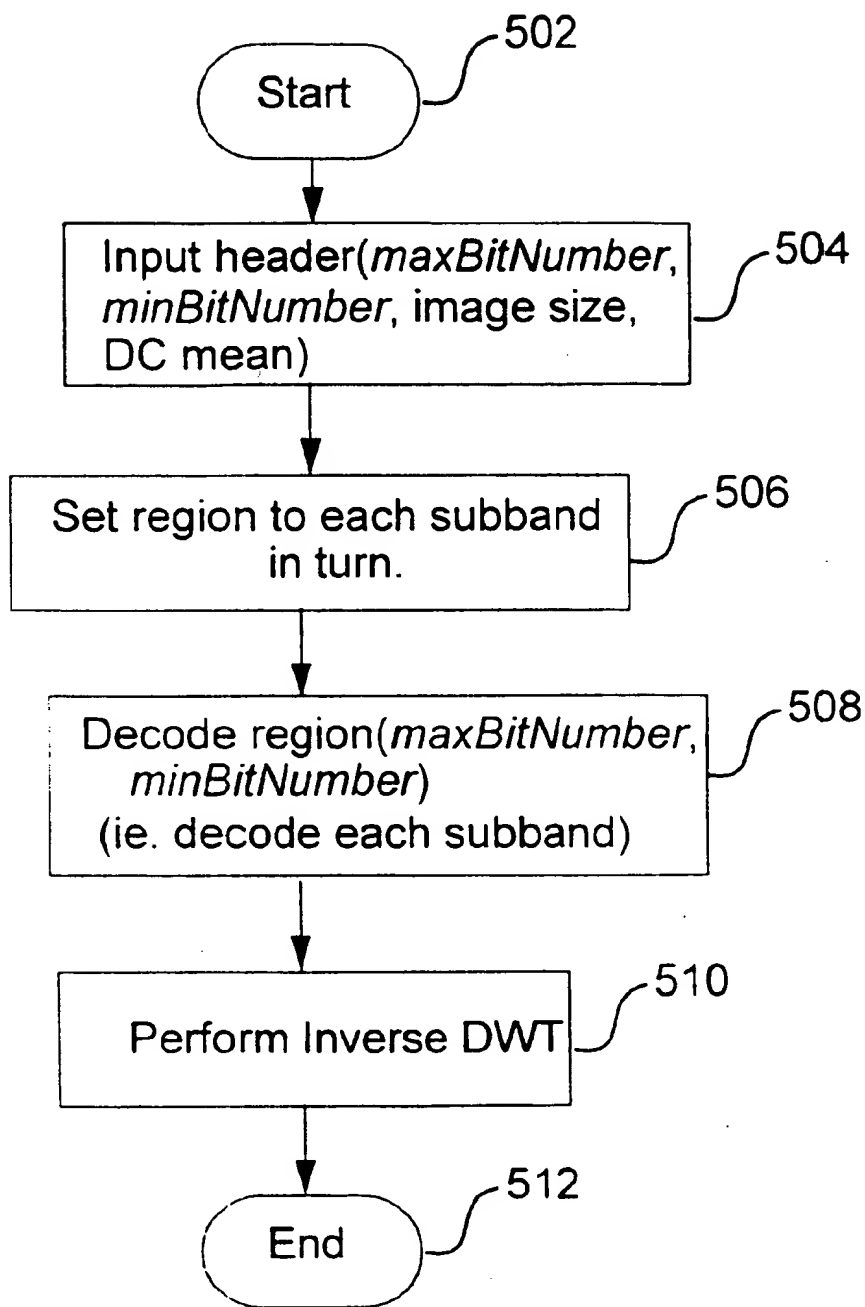 502
Start
Input header(maxBitNumber,
minBitNumber, image size,
DC mean)
504
Set region to each subband
in turn.
506
Decode region(maxBitNumber,
minBitNumber)
(ie. decode each subband)
508
Perform Inverse DWT
510
End
512